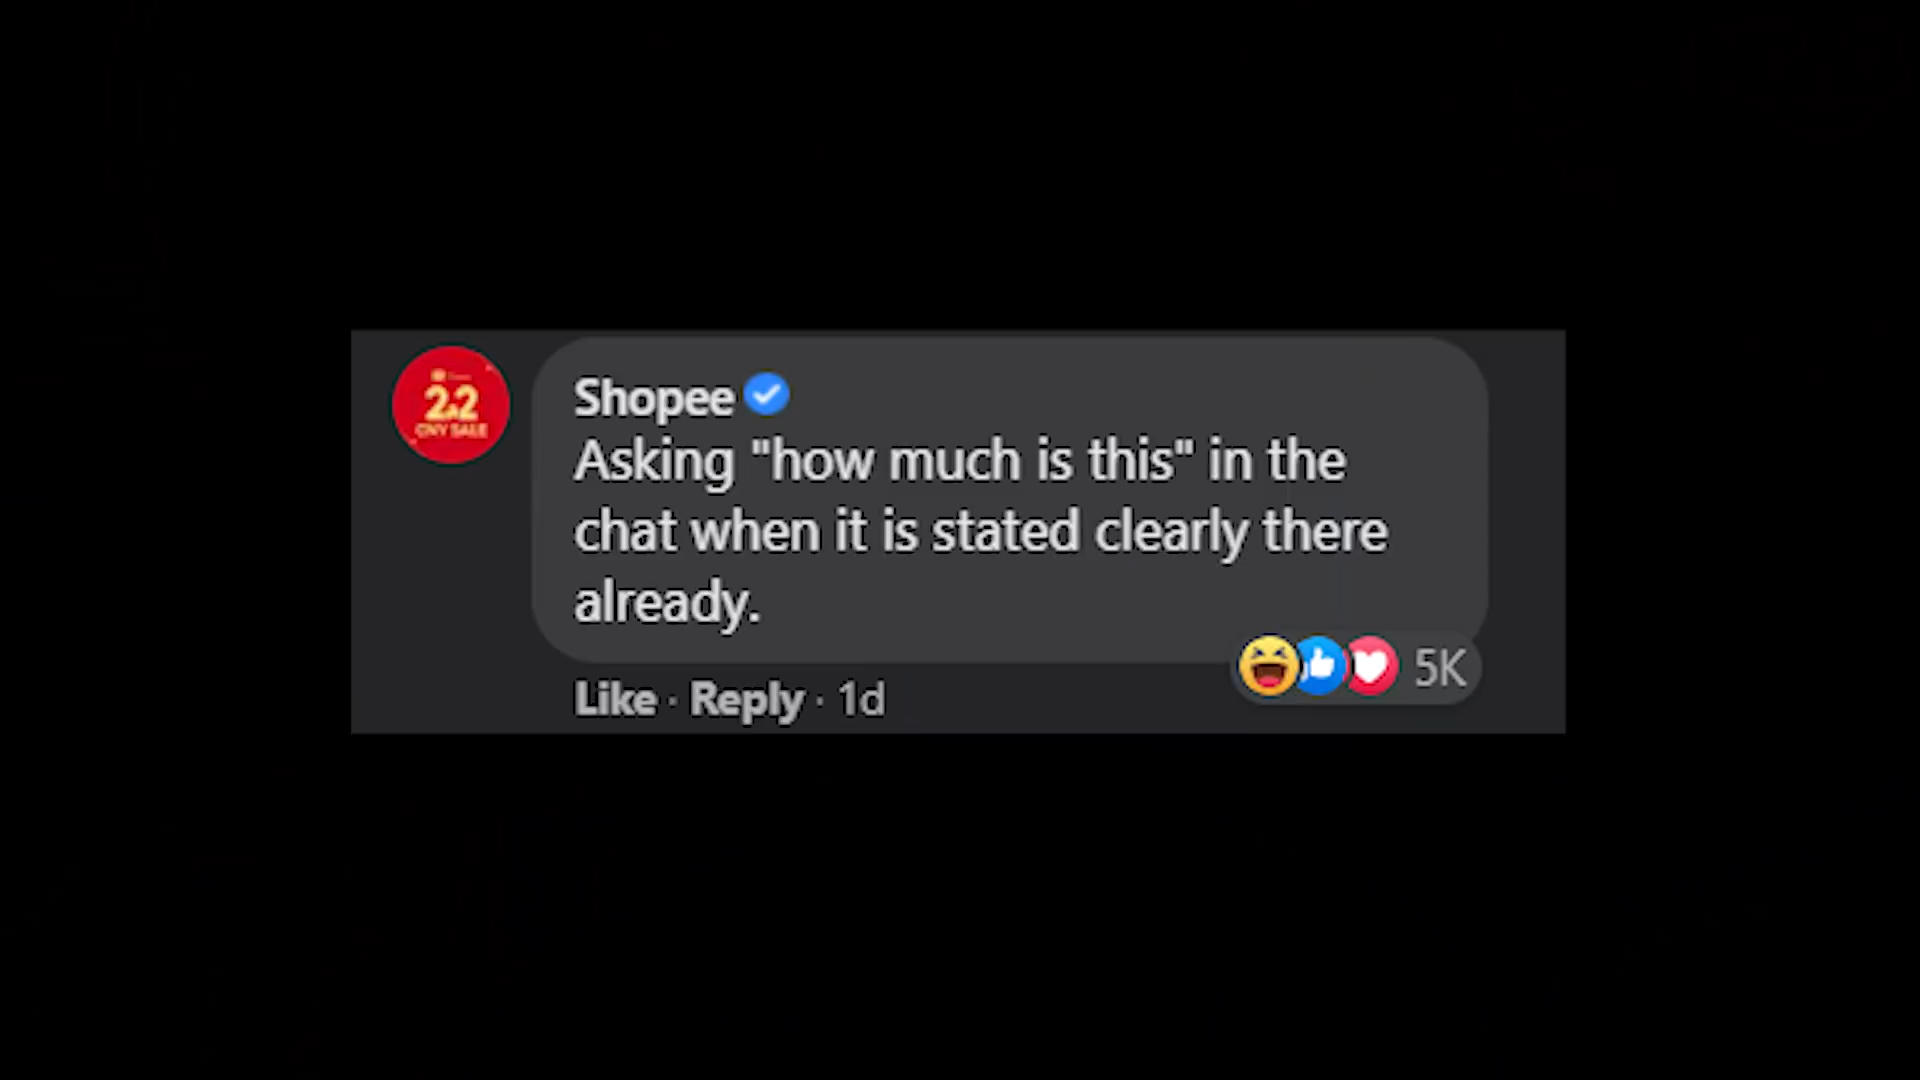 2.2
CNY SALE
Shopee
Asking "how much is this" in the
chat when it is stated clearly there
already.
5K
Like · Reply · 1d